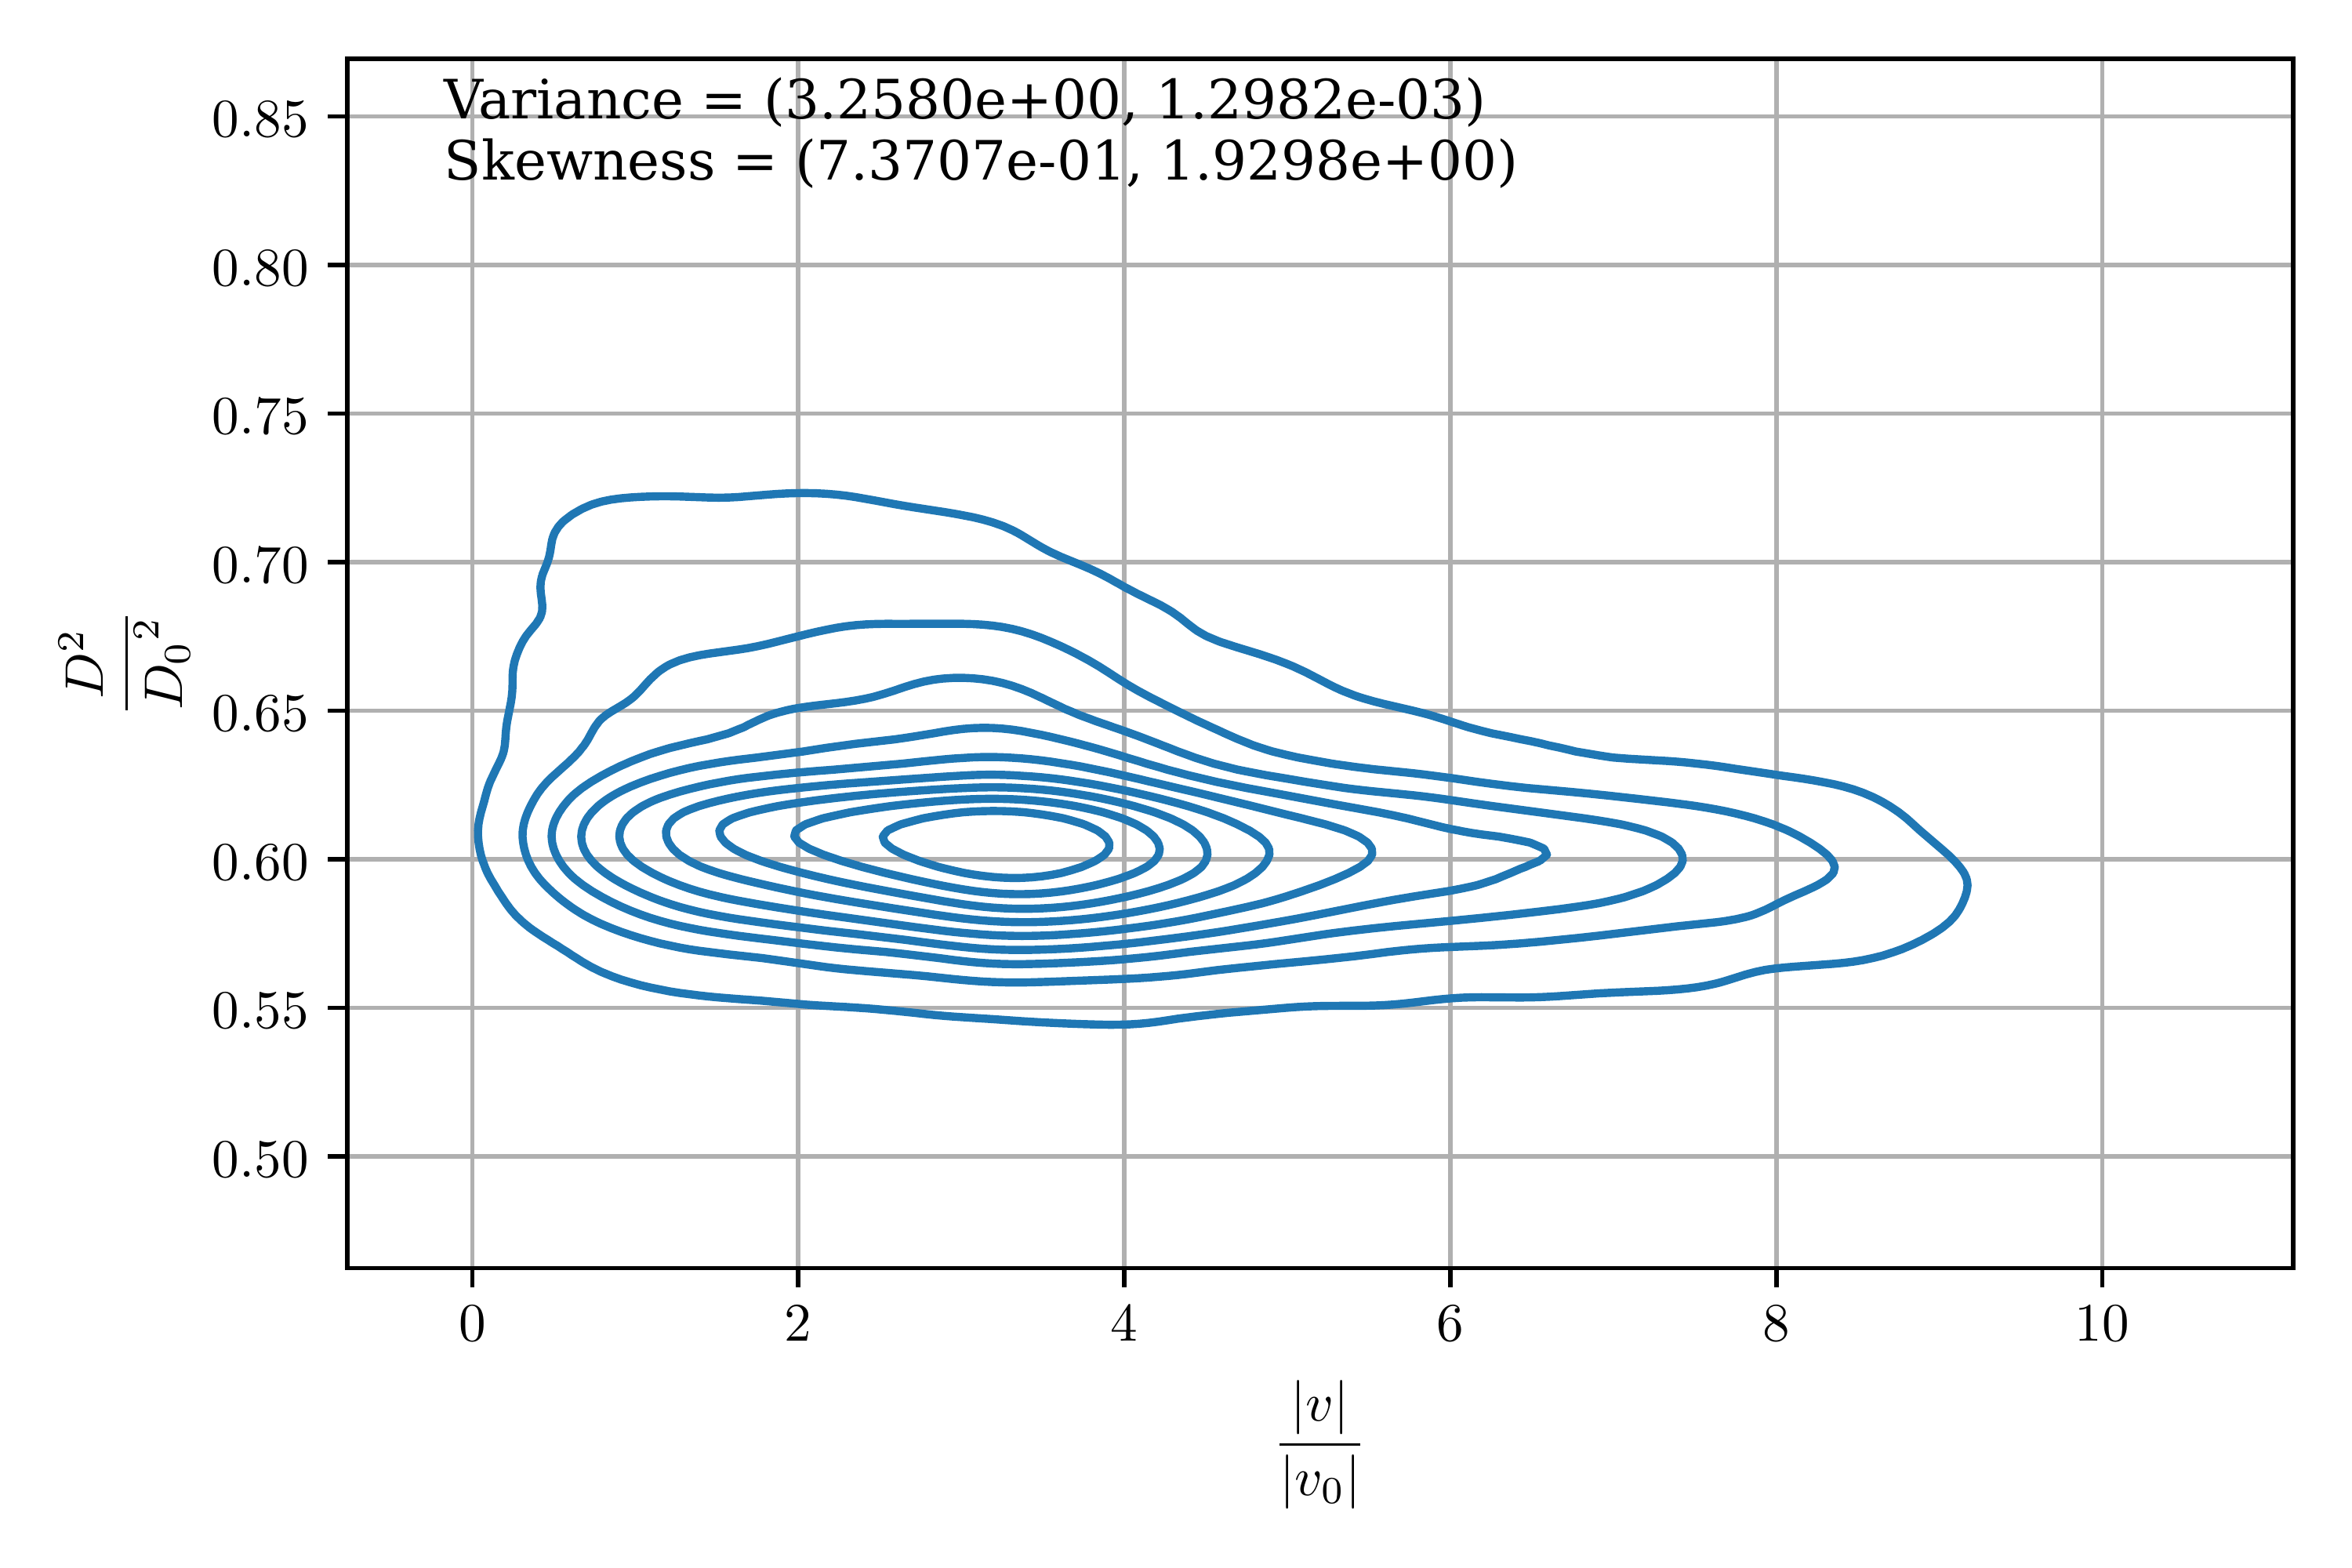 Variance = (3.2580e+00, 1.2982e-03)
Skewness = (7.3707e-01, 1.9298e+00)
0.85
0.80
0.75
0.70
0.65
0.60
0.55
0.50
D²
D₀²
0 2 4 6 8 10
|v|
|v₀|